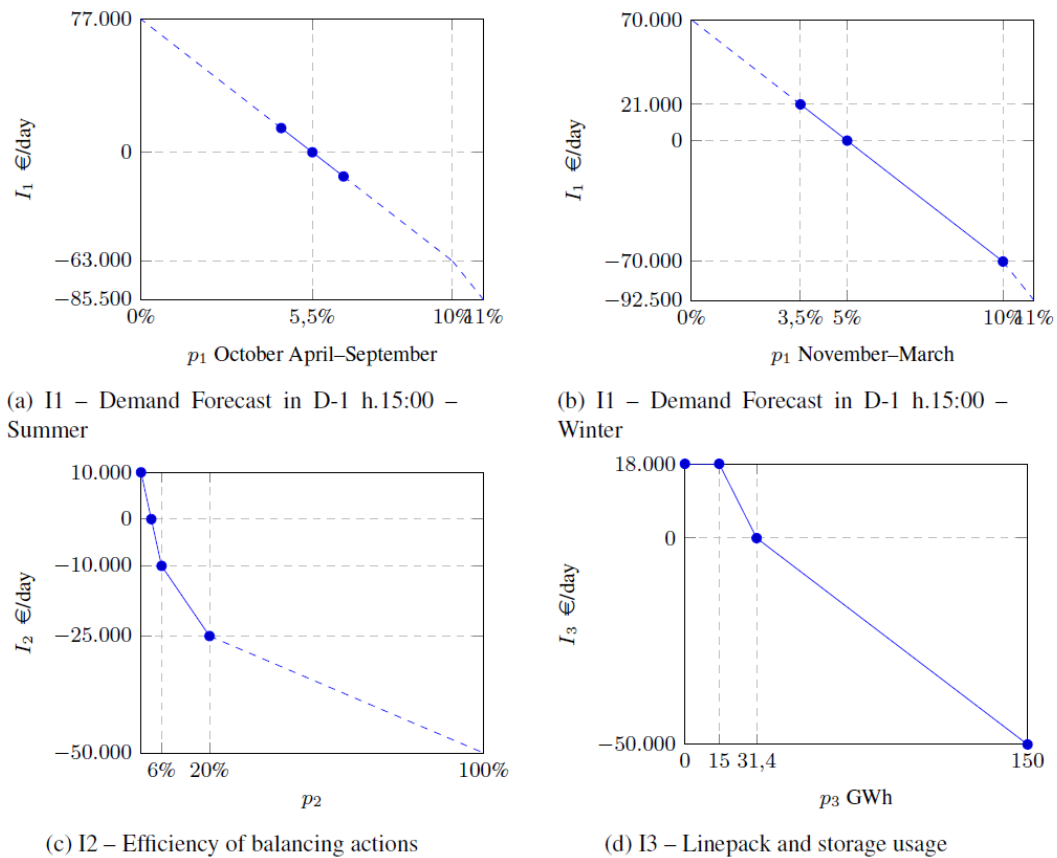 77.000
0
−63.000
−85.500
I1 €/day
0%
5,5%
10%
11%
p1 October April–September
(a) I1 – Demand Forecast in D-1 h.15:00 –
Summer
70.000
21.000
0
−70.000
−92.500
I1 €/day
0%
3,5%
5%
10%
11%
p1 November–March
(b) I1 – Demand Forecast in D-1 h.15:00 –
Winter
10.000
0
−10.000
−25.000
−50.000
I2 €/day
6%
20%
100%
p2
(c) I2 – Efficiency of balancing actions
18.000
0
−50.000
I3 €/day
0
15
31,4
150
p3 GWh
(d) I3 – Linepack and storage usage